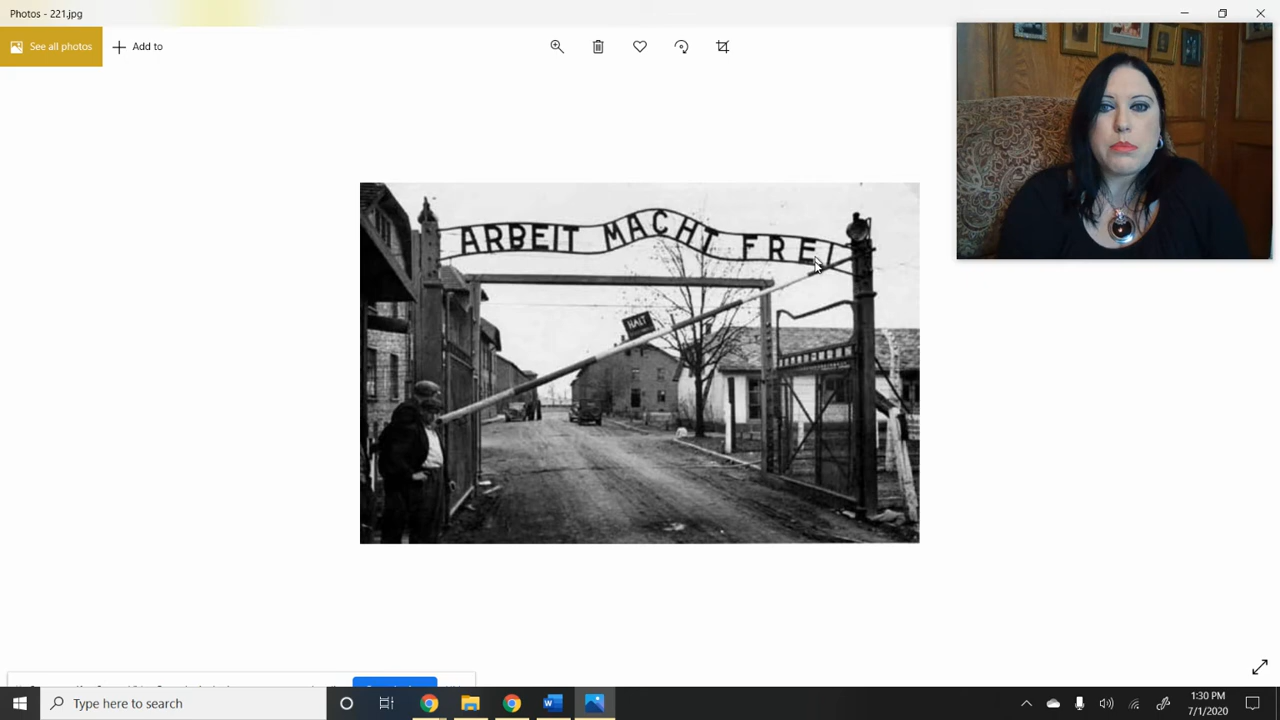 Photos - 221.jpg
See all photos
Add to
ARBEIT MACHT FREI
HALT
Type here to search
1:30 PM
7/1/2020